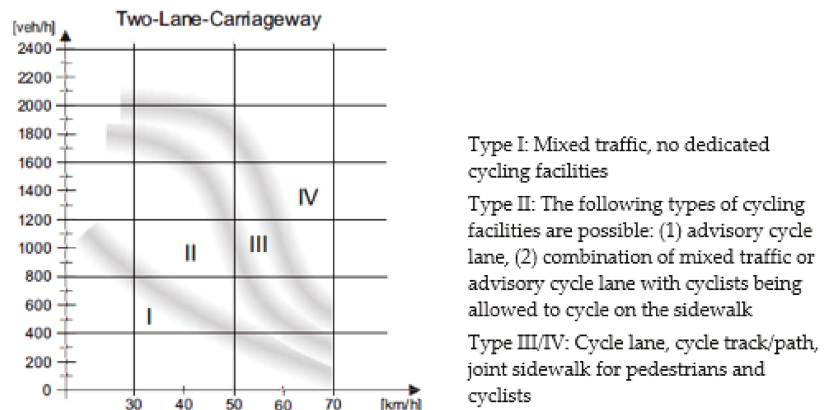 Two-Lane-Carriageway
[veh/h]
2400
2200
2000
1800
1600
1400
1200
1000
800
600
400
200
0
I
II
III
IV
30 40 50 60 70 [km/h]
Type I: Mixed traffic, no dedicated
cycling facilities
Type II: The following types of cycling
facilities are possible: (1) advisory cycle
lane, (2) combination of mixed traffic or
advisory cycle lane with cyclists being
allowed to cycle on the sidewalk
Type III/IV: Cycle lane, cycle track/path,
joint sidewalk for pedestrians and
cyclists